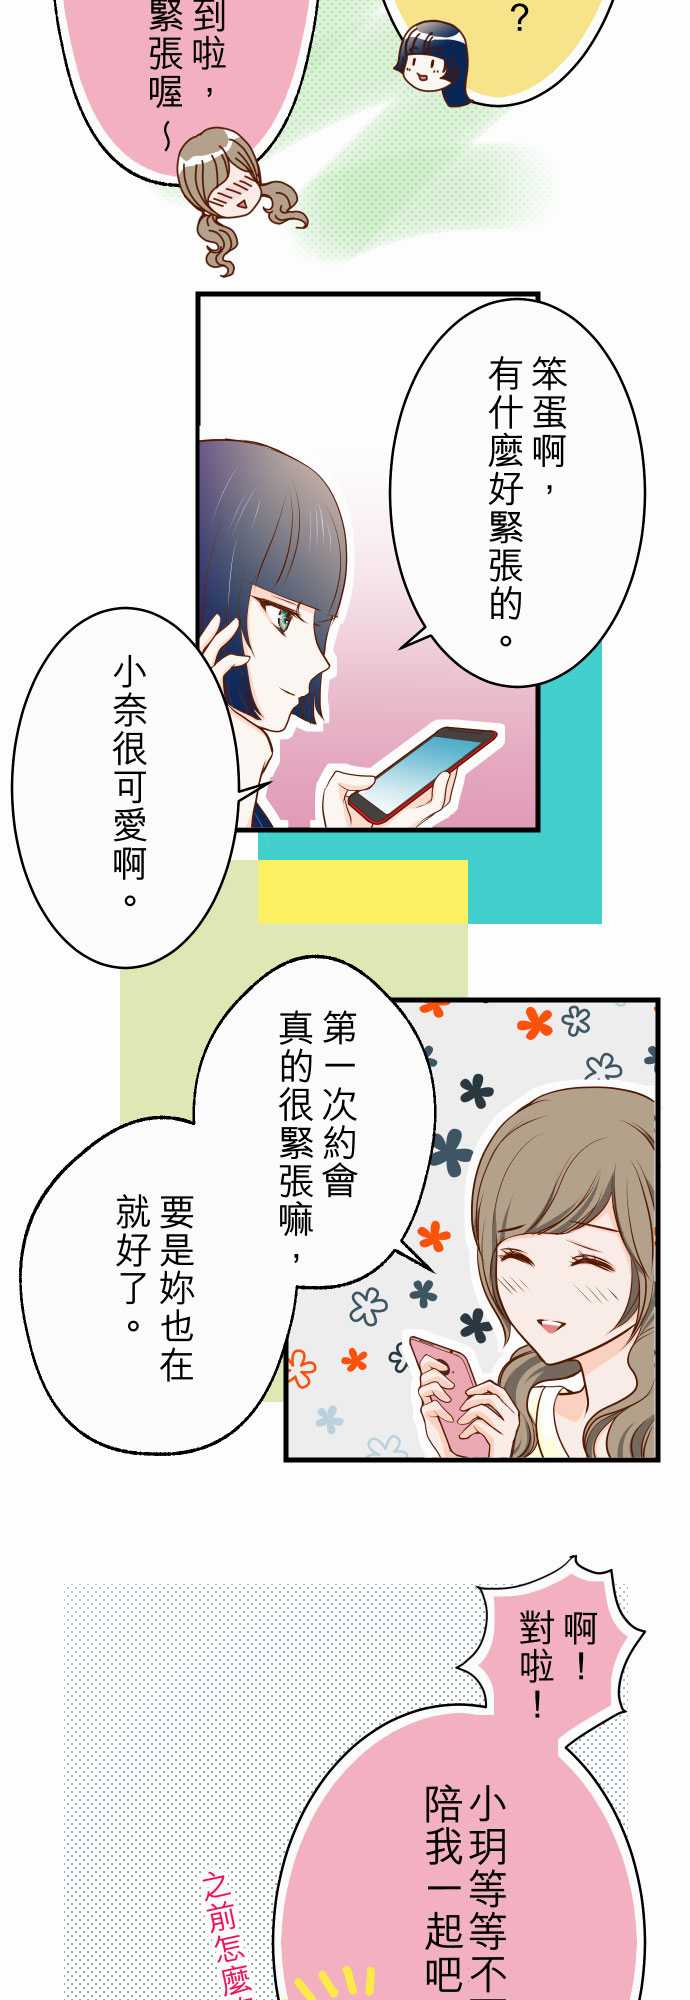 ？
到啦，
緊張喔～
笨蛋啊，
有什麼好緊張的。
小奈很可愛啊。
第一次約會
真的很緊張嘛，
要是妳也在
就好了。
啊！
對啦！
小玥等等不
陪我一起吧
之前怎麼